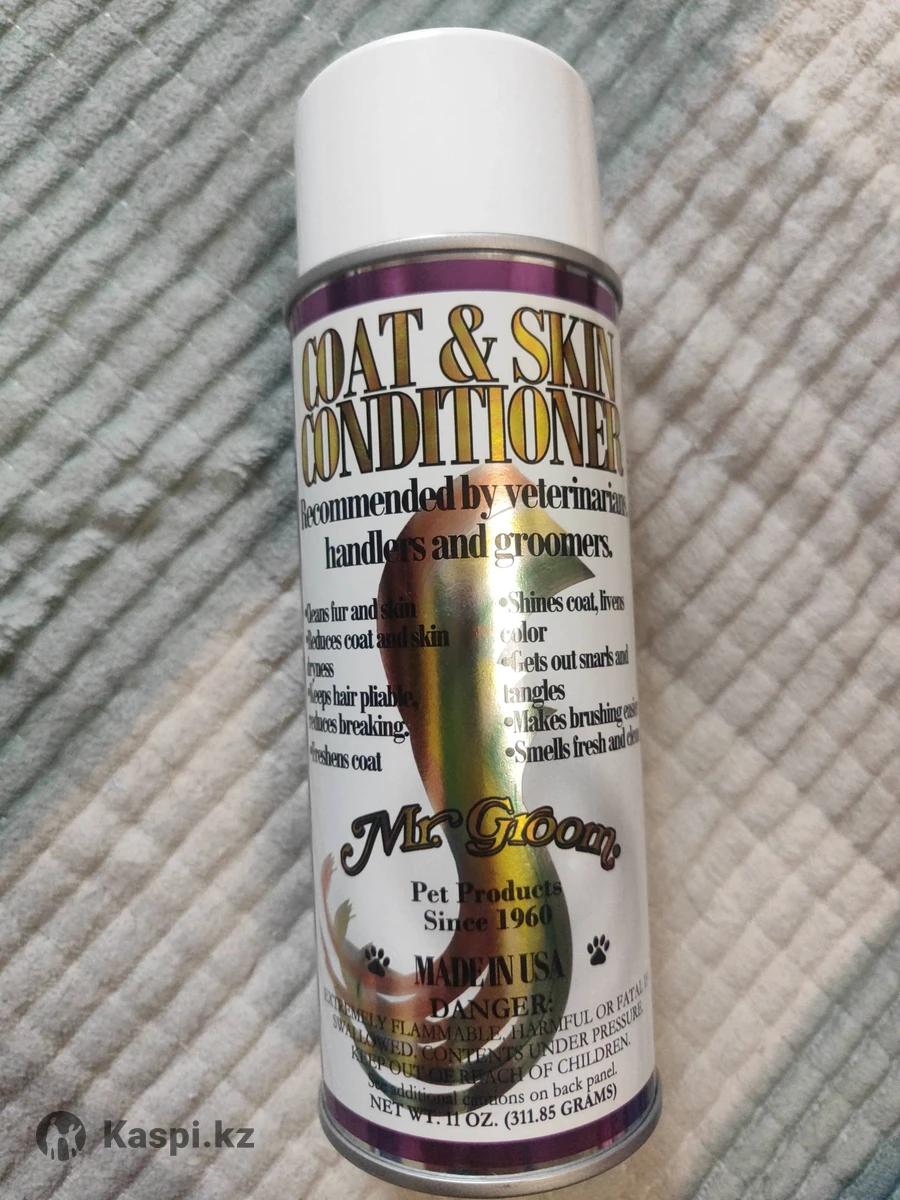 COAT & SKIN
CONDITIONER
Recommended by veterinarians
handlers and groomers.
•Cleans fur and skin
•Reduces coat and skin
dryness
•Keeps hair pliable,
reduces breaking.
•Freshens coat
•Shines coat, livens
color
•Gets out snarls and
tangles
•Makes brushing easier
•Smells fresh and clean
Mr. Groom
Pet Products
Since 1960
MADE IN USA
DANGER:
EXTREMELY FLAMMABLE, HARMFUL OR FATAL IF
SWALLOWED. CONTENTS UNDER PRESSURE.
KEEP OUT OF REACH OF CHILDREN.
See additional cautions on back panel.
NET WT. 11 OZ. (311.85 GRAMS)
Kaspi.kz